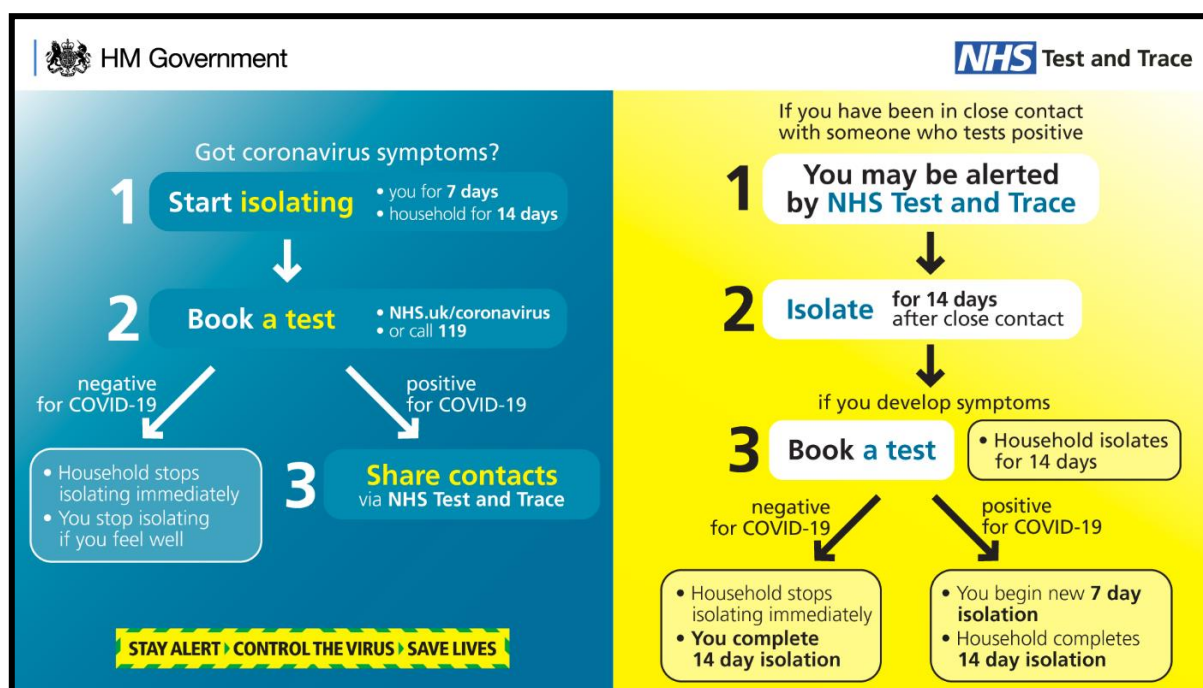 HM Government
NHS Test and Trace
Got coronavirus symptoms?
1
Start isolating
• you for 7 days
• household for 14 days
2
Book a test
• NHS.uk/coronavirus
• or call 119
negative
for COVID-19
positive
for COVID-19
• Household stops
isolating immediately
• You stop isolating
if you feel well
3
Share contacts
via NHS Test and Trace
STAY ALERT CONTROL THE VIRUS SAVE LIVES
If you have been in close contact
with someone who tests positive
1
You may be alerted
by NHS Test and Trace
2
Isolate
for 14 days
after close contact
if you develop symptoms
3
Book a test
• Household isolates
for 14 days
negative
for COVID-19
positive
for COVID-19
• Household stops
isolating immediately
• You complete
14 day isolation
• You begin new 7 day
isolation
• Household completes
14 day isolation